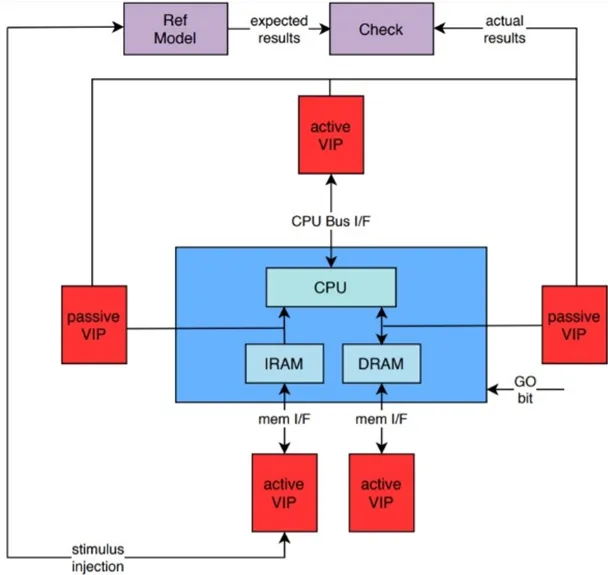 Ref
Model
expected
results
Check
actual
results
active
VIP
CPU Bus I/F
CPU
passive
VIP
passive
VIP
IRAM
DRAM
GO
bit
mem I/F
mem I/F
active
VIP
active
VIP
stimulus
injection